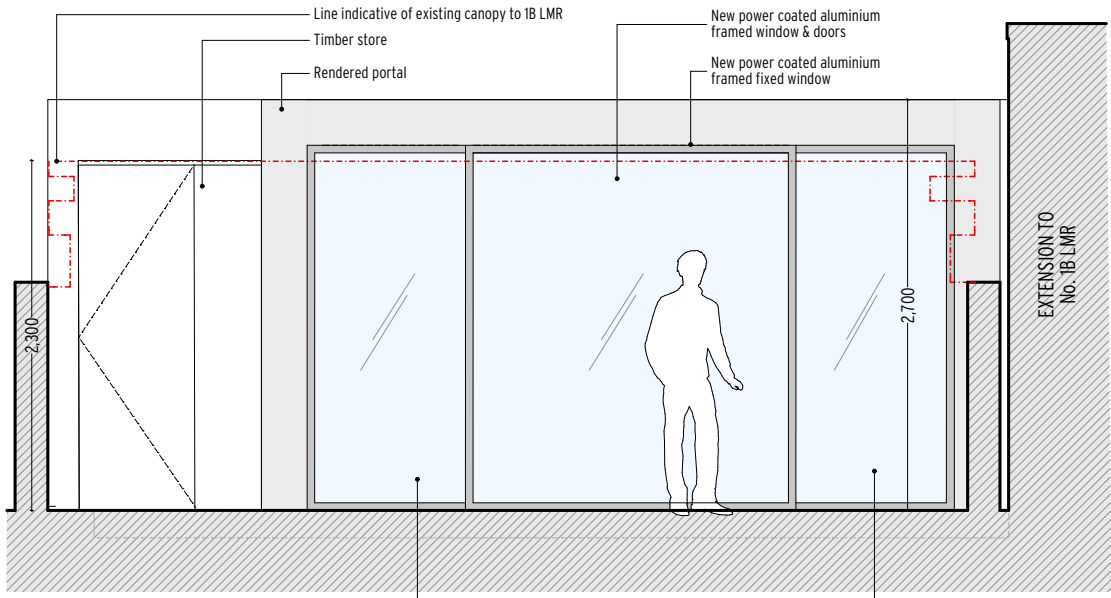 Line indicative of existing canopy to 1B LMR
Timber store
Rendered portal
New power coated aluminium
framed window & doors
New power coated aluminium
framed fixed window
2,300
2,700
EXTENSION TO
No. 1B LMR